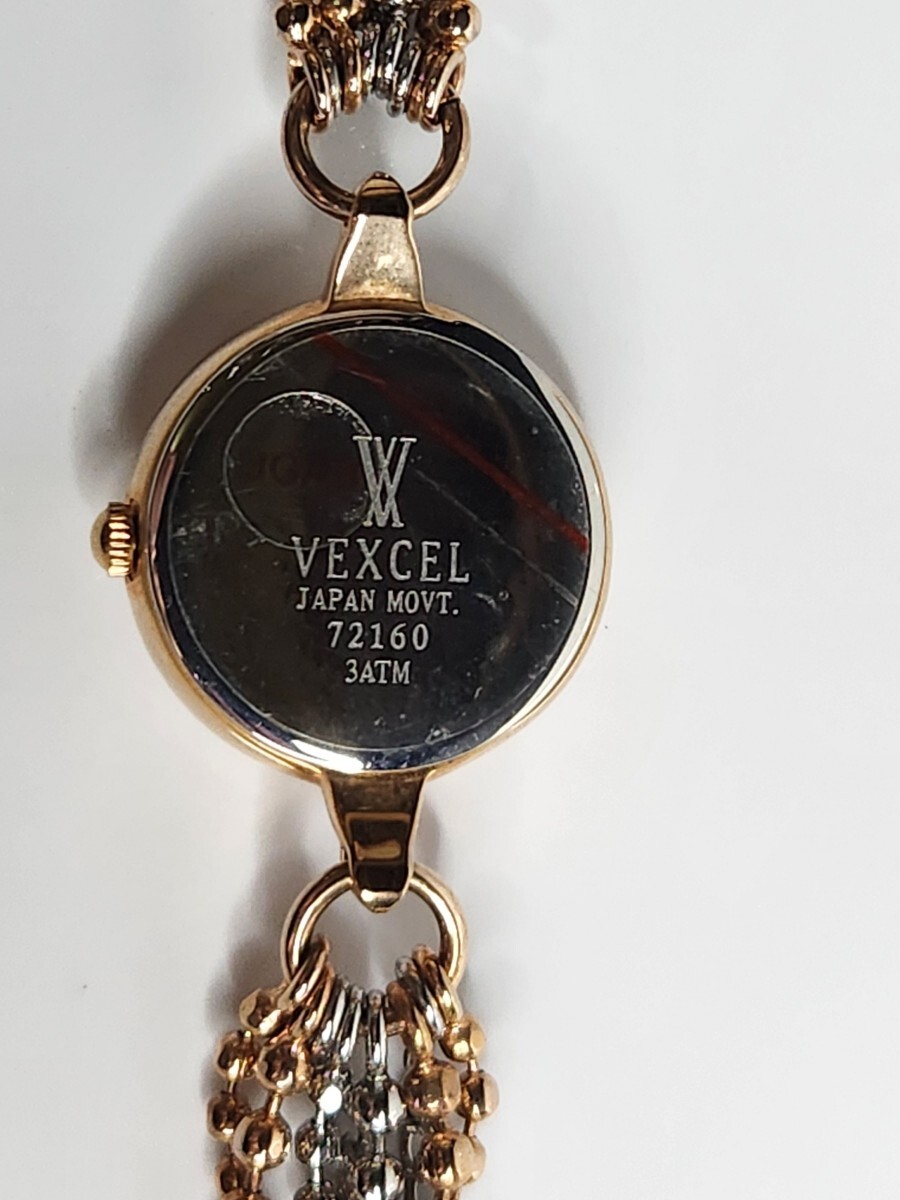 VEXCEL
JAPAN MOVT.
72160
3ATM